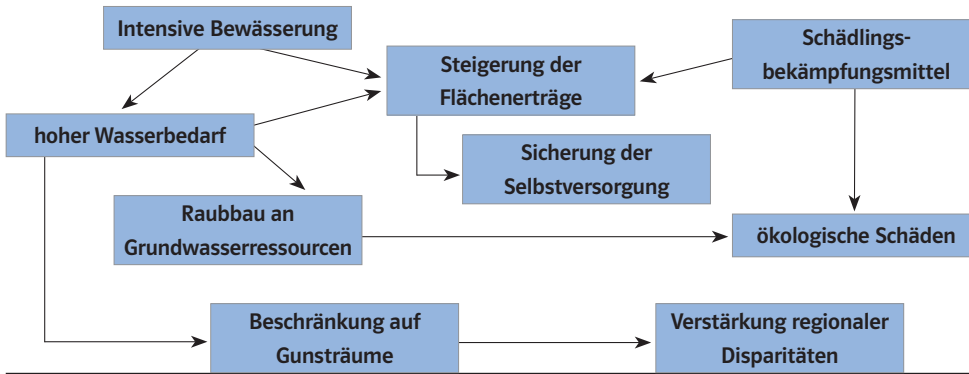 Intensive Bewässerung
Steigerung der
Flächenerträge
Schädlings-
bekämpfungsmittel
hoher Wasserbedarf
Sicherung der
Selbstversorgung
Raubbau an
Grundwasserressourcen
ökologische Schäden
Beschränkung auf
Gunsträume
Verstärkung regionaler
Disparitäten